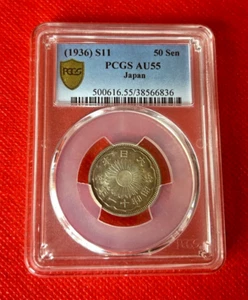 (1936) S11
50 Sen
PCGS AU55
Japan
500616.55/38566836
PCGS